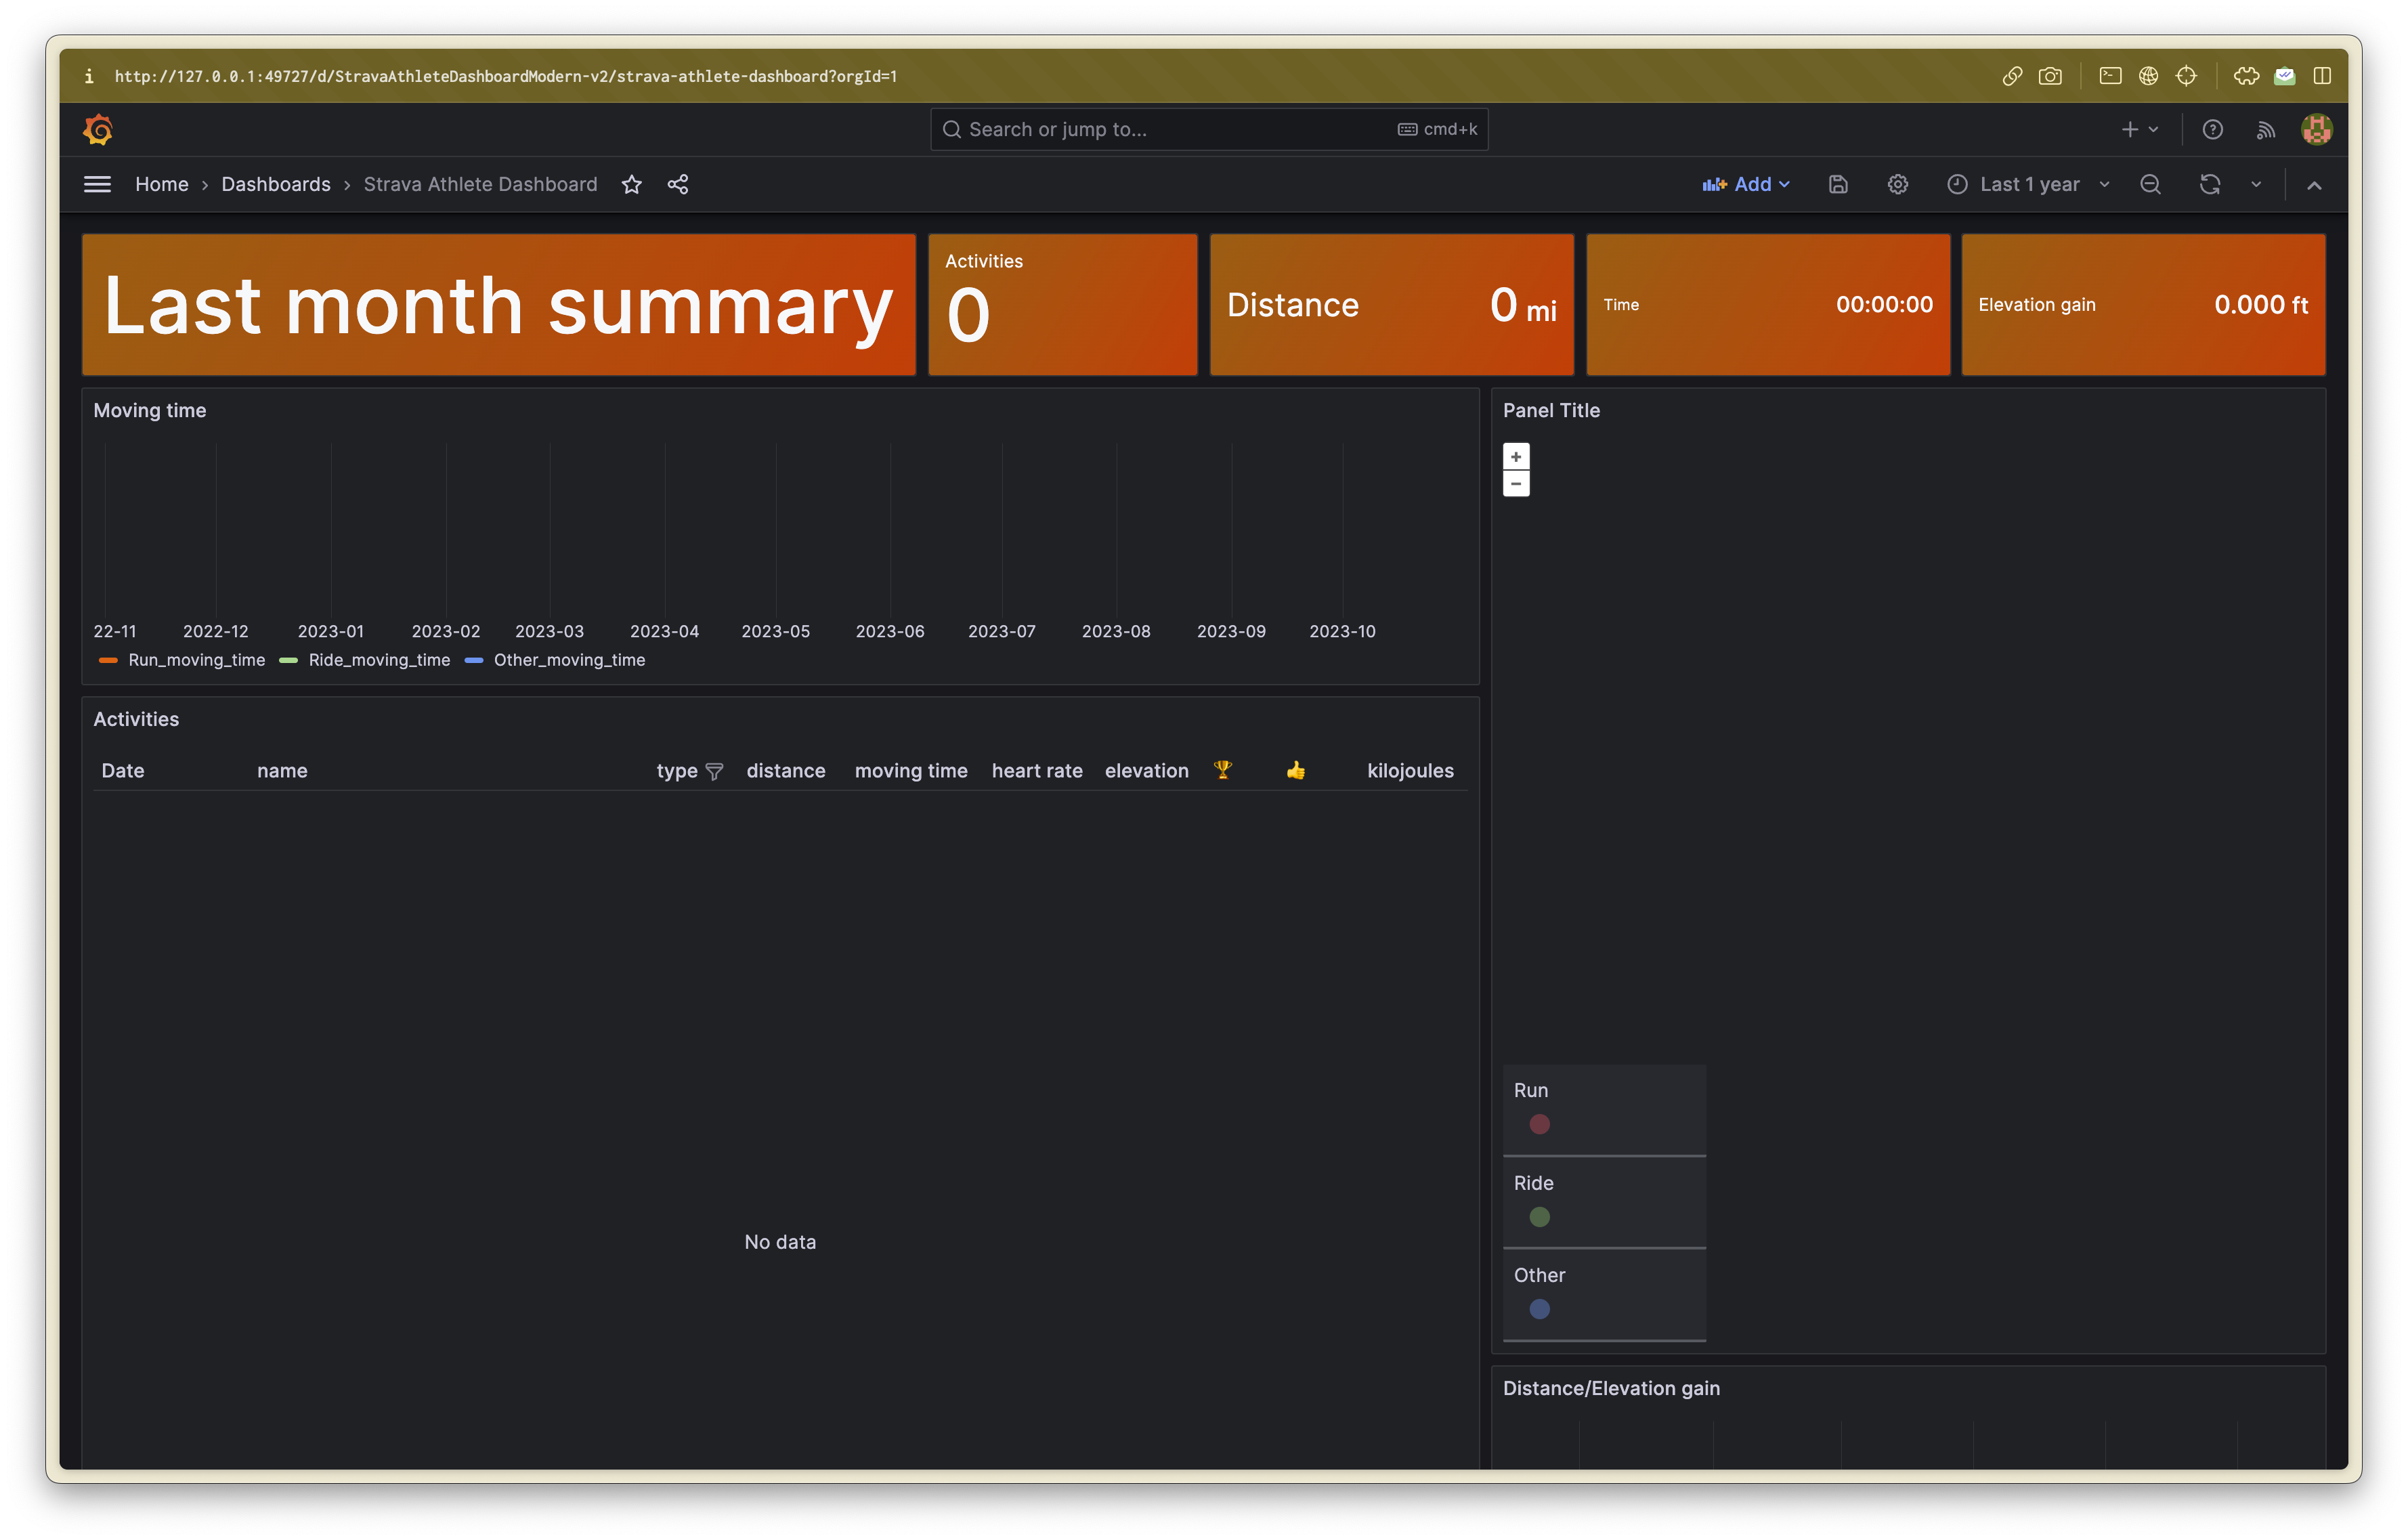 http://127.0.0.1:49727/d/StravaAthleteDashboardModern-v2/strava-athlete-dashboard?orgId=1
Search or jump to... cmd+k
Home › Dashboards › Strava Athlete Dashboard Add Last 1 year
Last month summary
Activities
0
Distance 0 mi
Time 00:00:00
Elevation gain 0.000 ft
Moving time
22-11 2022-12 2023-01 2023-02 2023-03 2023-04 2023-05 2023-06 2023-07 2023-08 2023-09 2023-10
Run_moving_time Ride_moving_time Other_moving_time
Panel Title
+
−
Run
Ride
Other
Activities
Date name type distance moving time heart rate elevation 🏆 👍 kilojoules
No data
Distance/Elevation gain